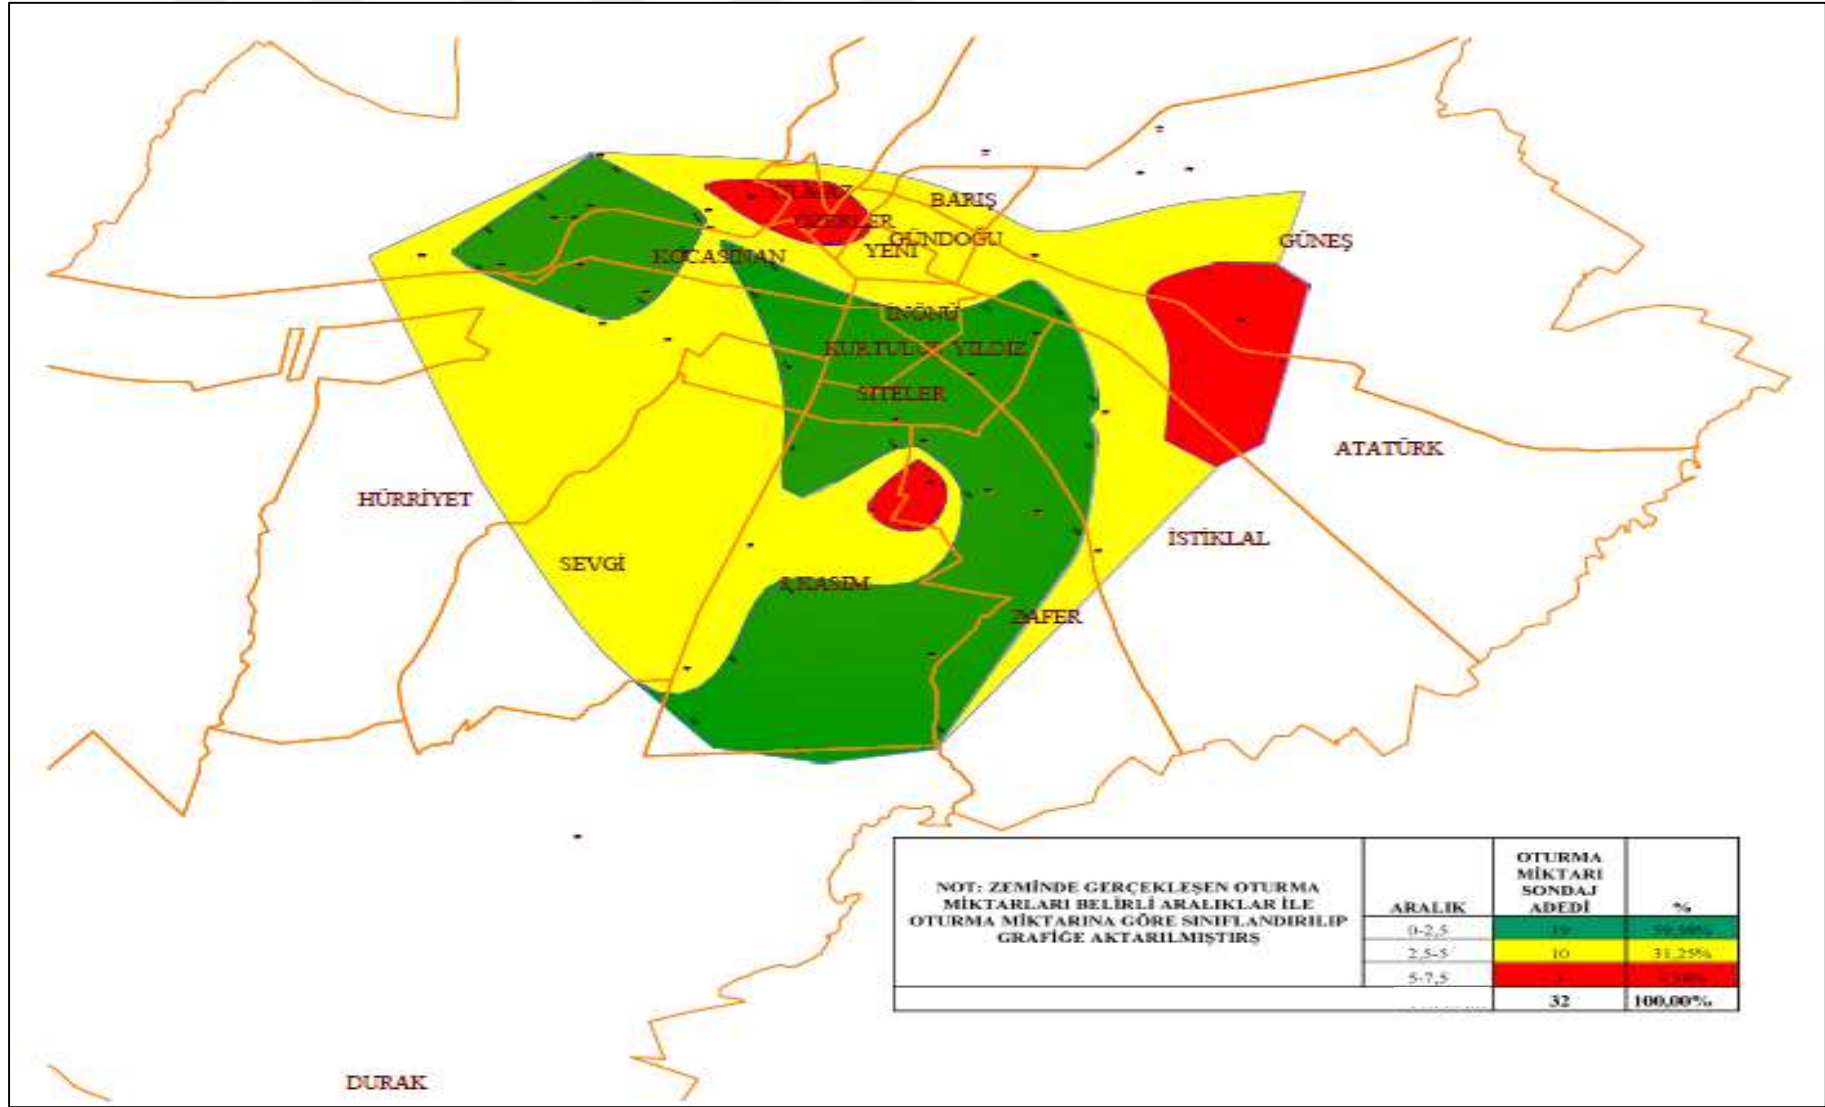 BARIŞ
GÜNDOĞU
YENİ
GÜNEŞ
KOCASİNAN
İNÖNÜ
KURTULUŞ YILDIZ
SİTELER
ATATÜRK
HÜRRİYET
İSTİKLAL
SEVGİ
KASIM
ZAFER
NOT: ZEMİNDE GERÇEKLEŞEN OTURMA
MİKTARLARI BELİRLİ ARALIKLAR İLE
OTURMA MİKTARINA GÖRE SINIFLANDIRILIP
GRAFİĞE AKTARILMIŞTIRŞ
ARALIK
OTURMA
MİKTARI
SONDAJ
ADEDİ
%
0-2,5 19
2,5-5 10 31,25%
5-7,5
32 100,00%
DURAK